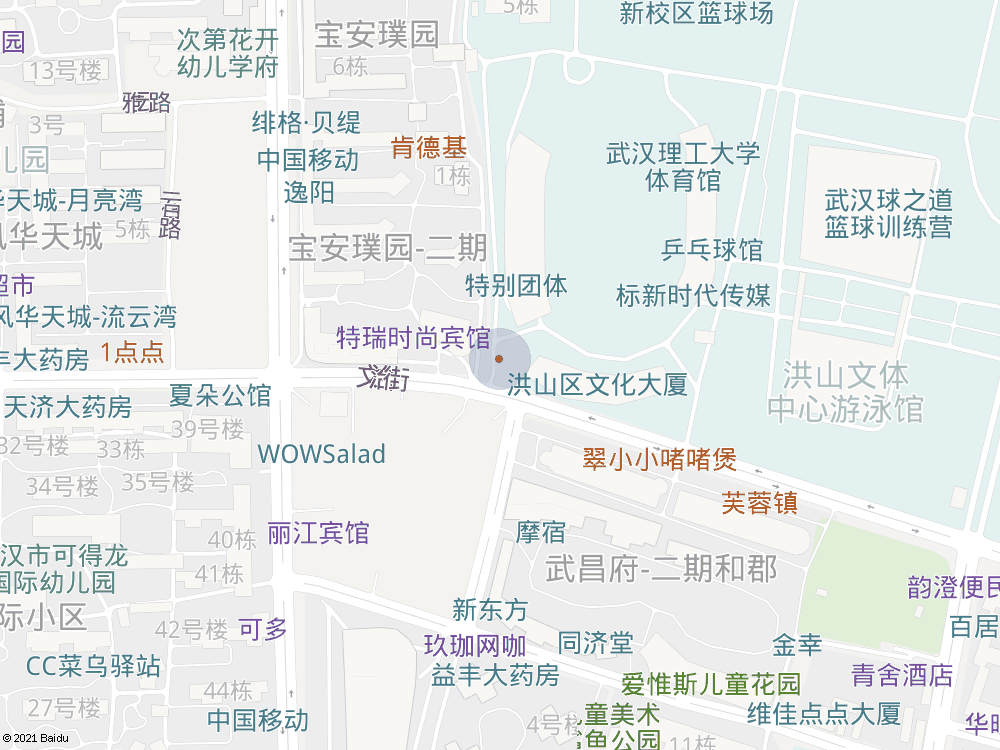 5栋
新校区篮球场
园
次第花开
幼儿学府
宝安璞园
6栋
13号楼
3号
绯格·贝缇
中国移动
肯德基
逸阳
1栋
武汉理工大学
体育馆
武汉球之道
篮球训练营
儿园
华天城-月亮湾
5栋
风华天城
宝安璞园-二期
乒乓球馆
特别团体
标新时代传媒
超市
风华天城-流云湾
特瑞时尚宾馆
1点点
丰大药房
洪山区文化大厦
洪山文体
中心游泳馆
夏朵公馆
天济大药房
39号楼
32号楼
33栋
WOWSalad
翠小小啫啫煲
34号楼
35号楼
芙蓉镇
丽江宾馆
40栋
摩宿
汉市可得龙
国际幼儿园
41栋
武昌府-二期和郡
韵澄便民
新东方
际小区
42号楼
可多
玖珈网咖
同济堂
金幸
百居
CC菜鸟驿站
益丰大药房
青舍酒店
44栋
27号楼
中国移动
爱惟斯儿童花园
维佳点点大厦
4号
儿童美术
鱼公园
11栋
© 2021 Baidu